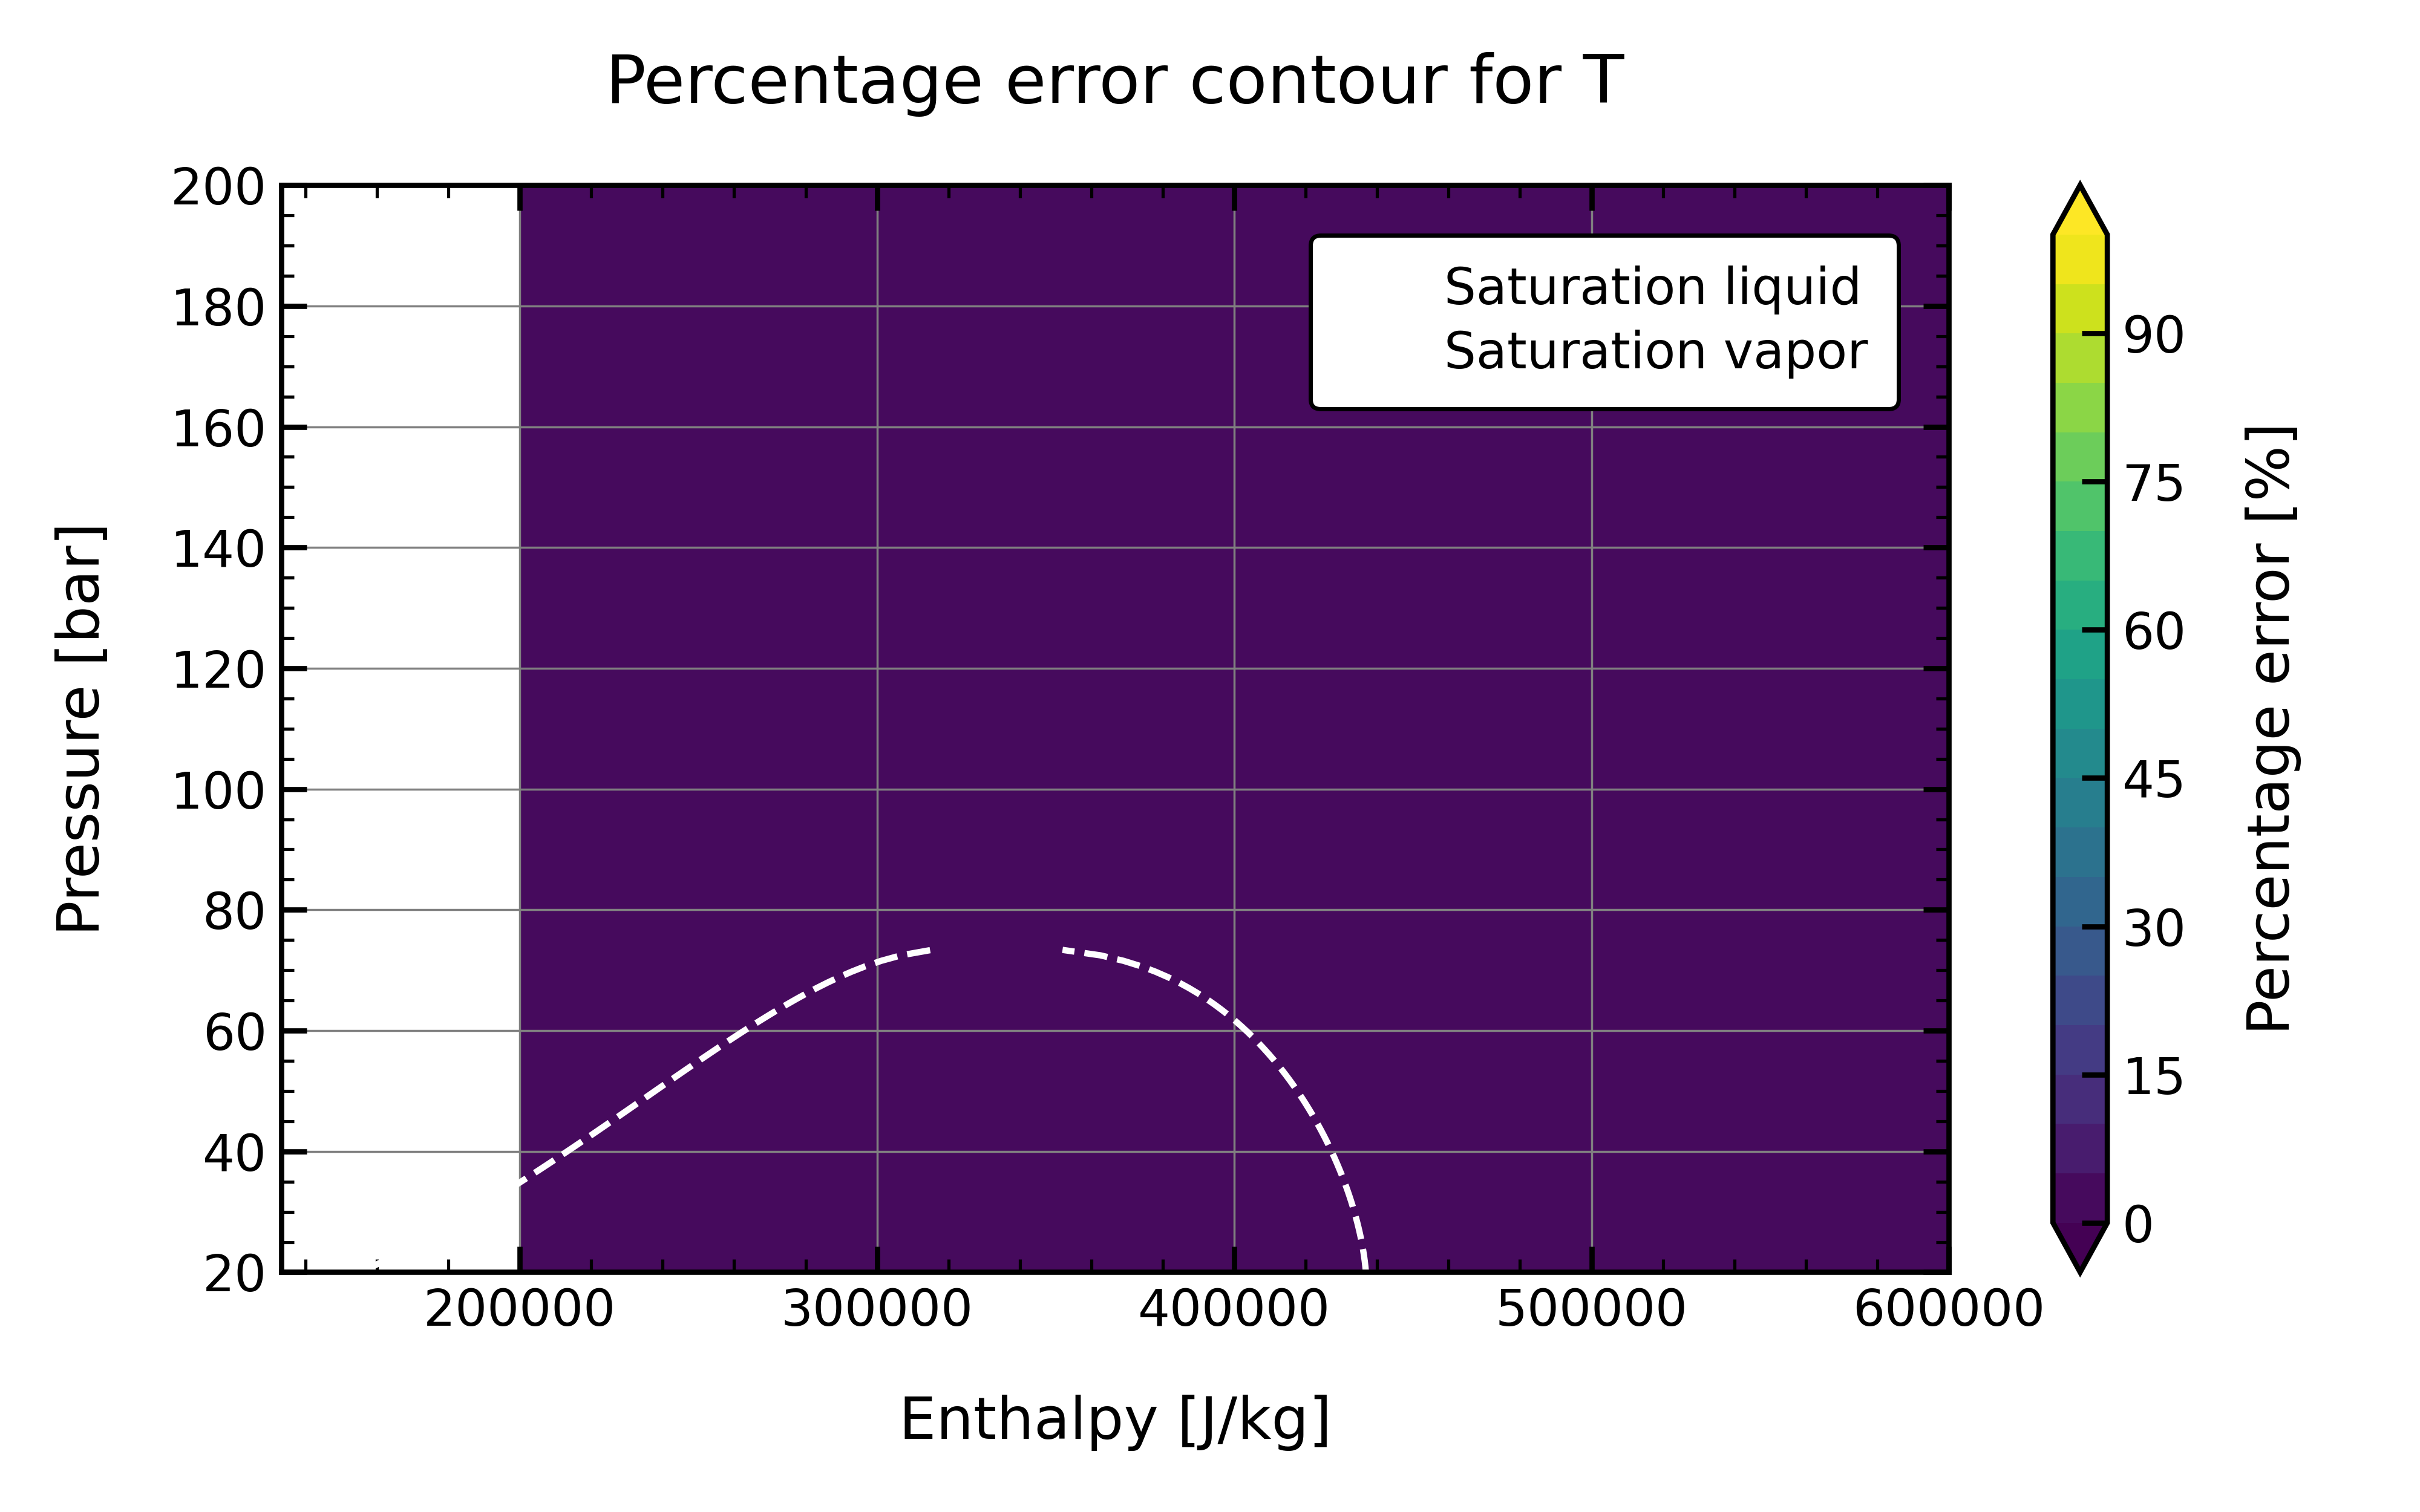 Percentage error contour for T
200
180
160
140
120
100
80
60
40
20
Pressure [bar]
Saturation liquid
Saturation vapor
200000 300000 400000 500000 600000
Enthalpy [J/kg]
90
75
60
45
30
15
0
Percentage error [%]